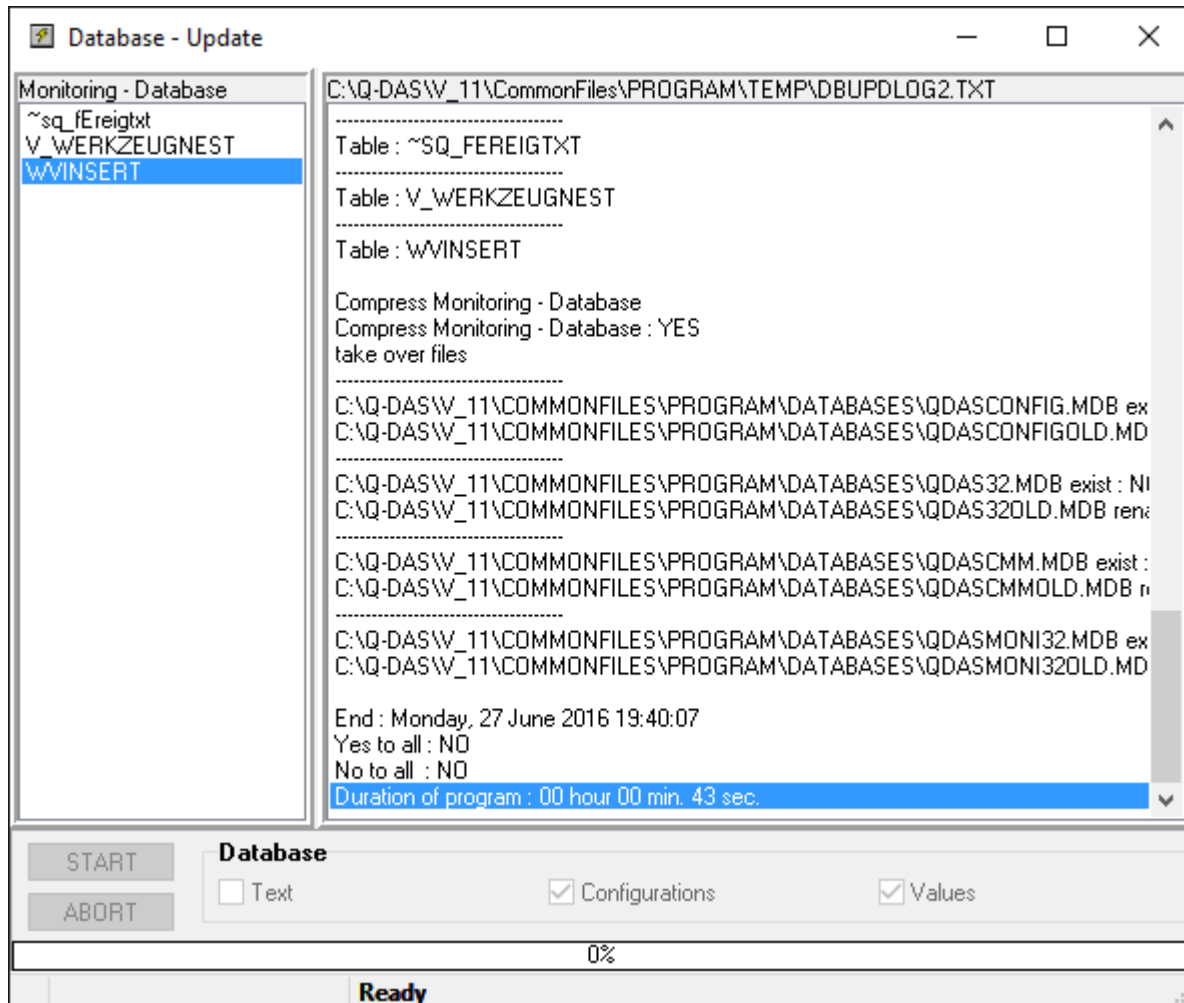 Database - Update
Monitoring - Database
~sq_fEreigtxt
V_WERKZEUGNEST
WVINSERT
C:\Q-DAS\V_11\CommonFiles\PROGRAM\TEMP\DBUPDLOG2.TXT
--------------------------------------
Table : ~SQ_FEREIGTXT
--------------------------------------
Table : V_WERKZEUGNEST
--------------------------------------
Table : WVINSERT
Compress Monitoring - Database
Compress Monitoring - Database : YES
take over files
--------------------------------------
C:\Q-DAS\V_11\COMMONFILES\PROGRAM\DATABASES\QDASCONFIG.MDB ex
C:\Q-DAS\V_11\COMMONFILES\PROGRAM\DATABASES\QDASCONFIGOLD.MD
--------------------------------------
C:\Q-DAS\V_11\COMMONFILES\PROGRAM\DATABASES\QDAS32.MDB exist : N
C:\Q-DAS\V_11\COMMONFILES\PROGRAM\DATABASES\QDAS32OLD.MDB rena
--------------------------------------
C:\Q-DAS\V_11\COMMONFILES\PROGRAM\DATABASES\QDASCMM.MDB exist :
C:\Q-DAS\V_11\COMMONFILES\PROGRAM\DATABASES\QDASCMMOLD.MDB r
--------------------------------------
C:\Q-DAS\V_11\COMMONFILES\PROGRAM\DATABASES\QDASMONI32.MDB ex
C:\Q-DAS\V_11\COMMONFILES\PROGRAM\DATABASES\QDASMONI32OLD.MD
End : Monday, 27 June 2016 19:40:07
Yes to all : NO
No to all : NO
Duration of program : 00 hour 00 min. 43 sec.
START
ABORT
Database
Text
Configurations
Values
0%
Ready